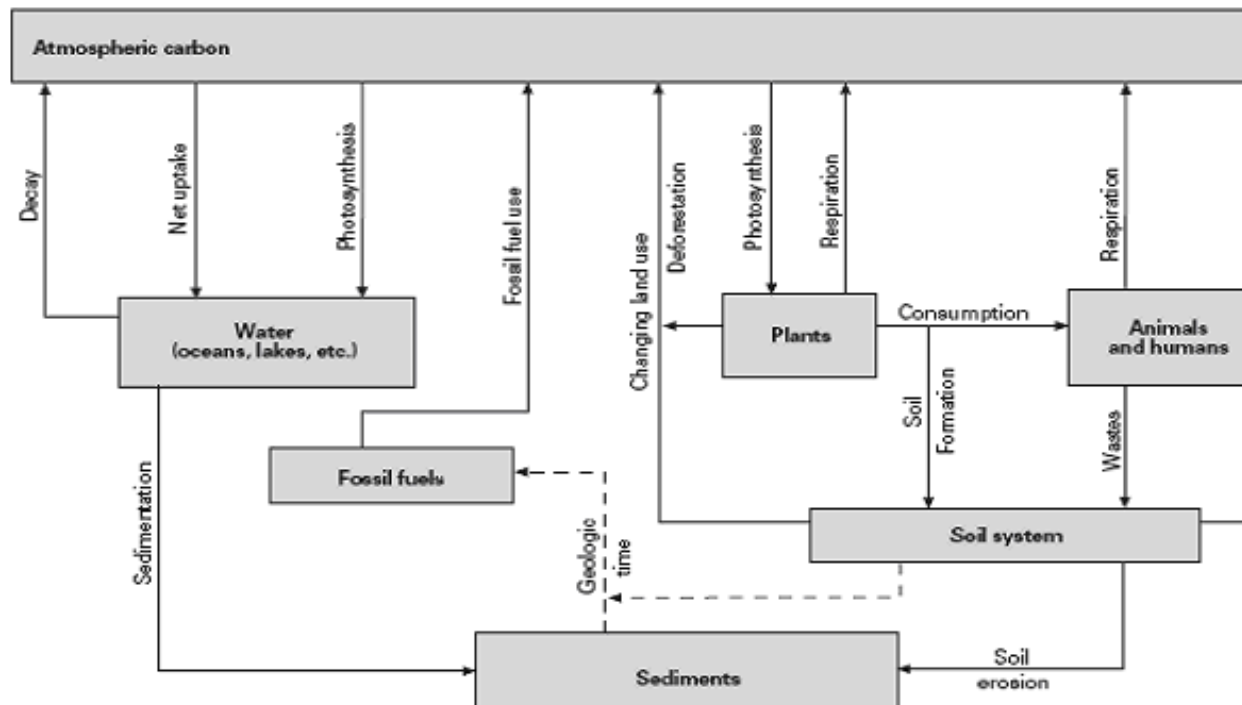 Atmospheric carbon
Decay
Net uptake
Photosynthesis
Fossil fuel use
Changing land use
Deforestation
Photosynthesis
Respiration
Respiration
Water
(oceans, lakes, etc.)
Plants
Consumption
Animals
and humans
Soil
Formation
Wastes
Fossil fuels
Sedimentation
Geologic
time
Soil system
Sediments
Soil
erosion